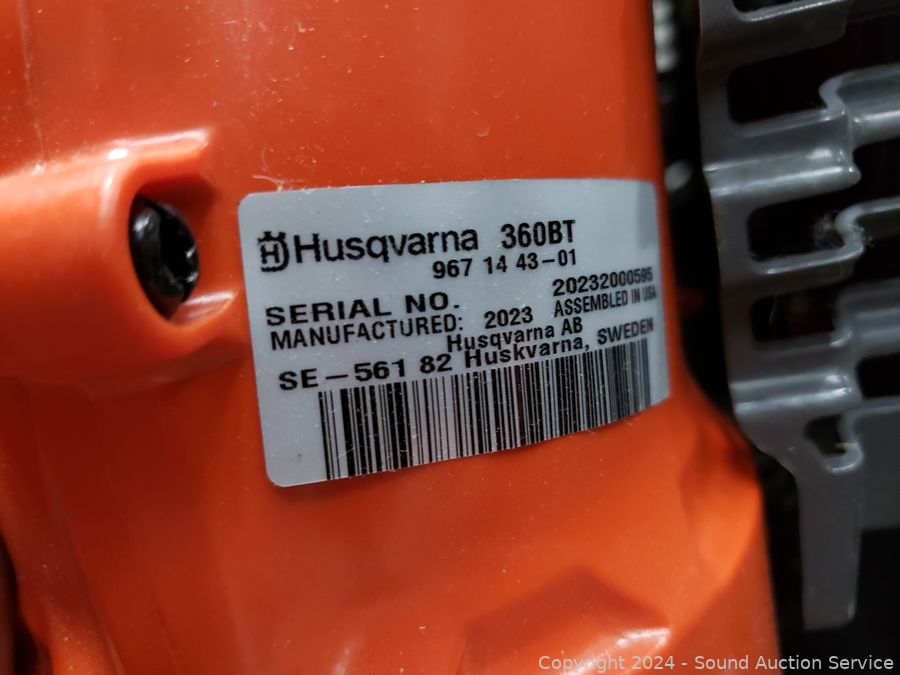 Husqvarna 360BT
967 14 43-01
SERIAL NO. 20232000595
MANUFACTURED: 2023 ASSEMBLED IN USA
Husqvarna AB
SE-561 82 Huskvarna, SWEDEN
Copyright 2024 - Sound Auction Service